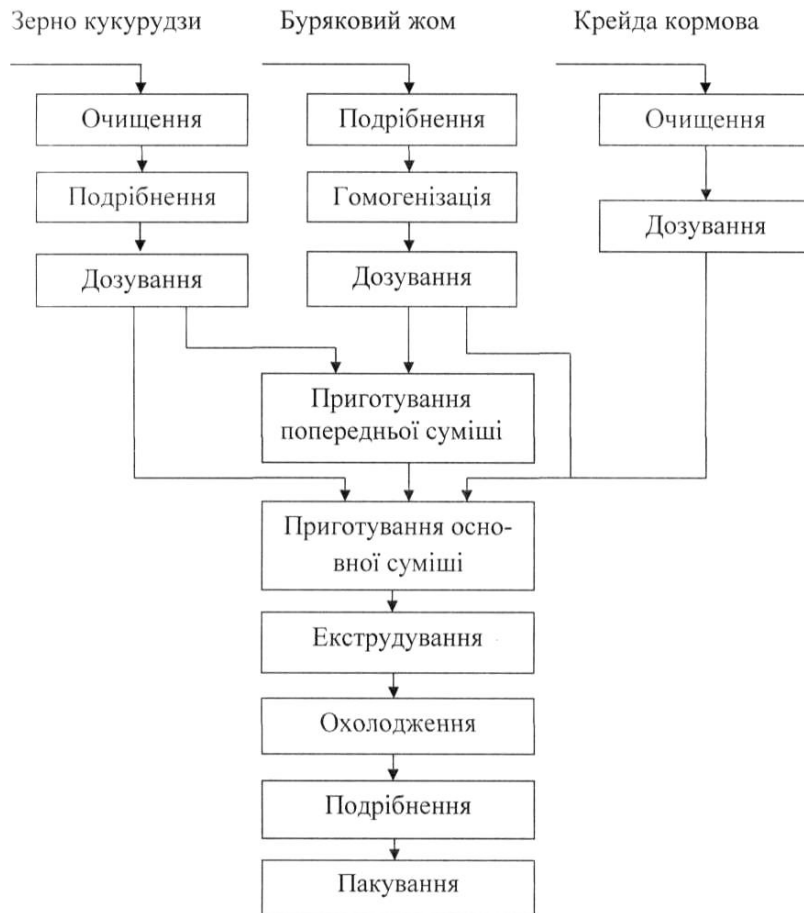 Зерно кукурудзи
Буряковий жом
Крейда кормова
Очищення
Подрібнення
Очищення
Подрібнення
Гомогенізація
Дозування
Дозування
Дозування
Приготування
попередньої суміші
Приготування осно-
вної суміші
Екструдування
Охолодження
Подрібнення
Пакування